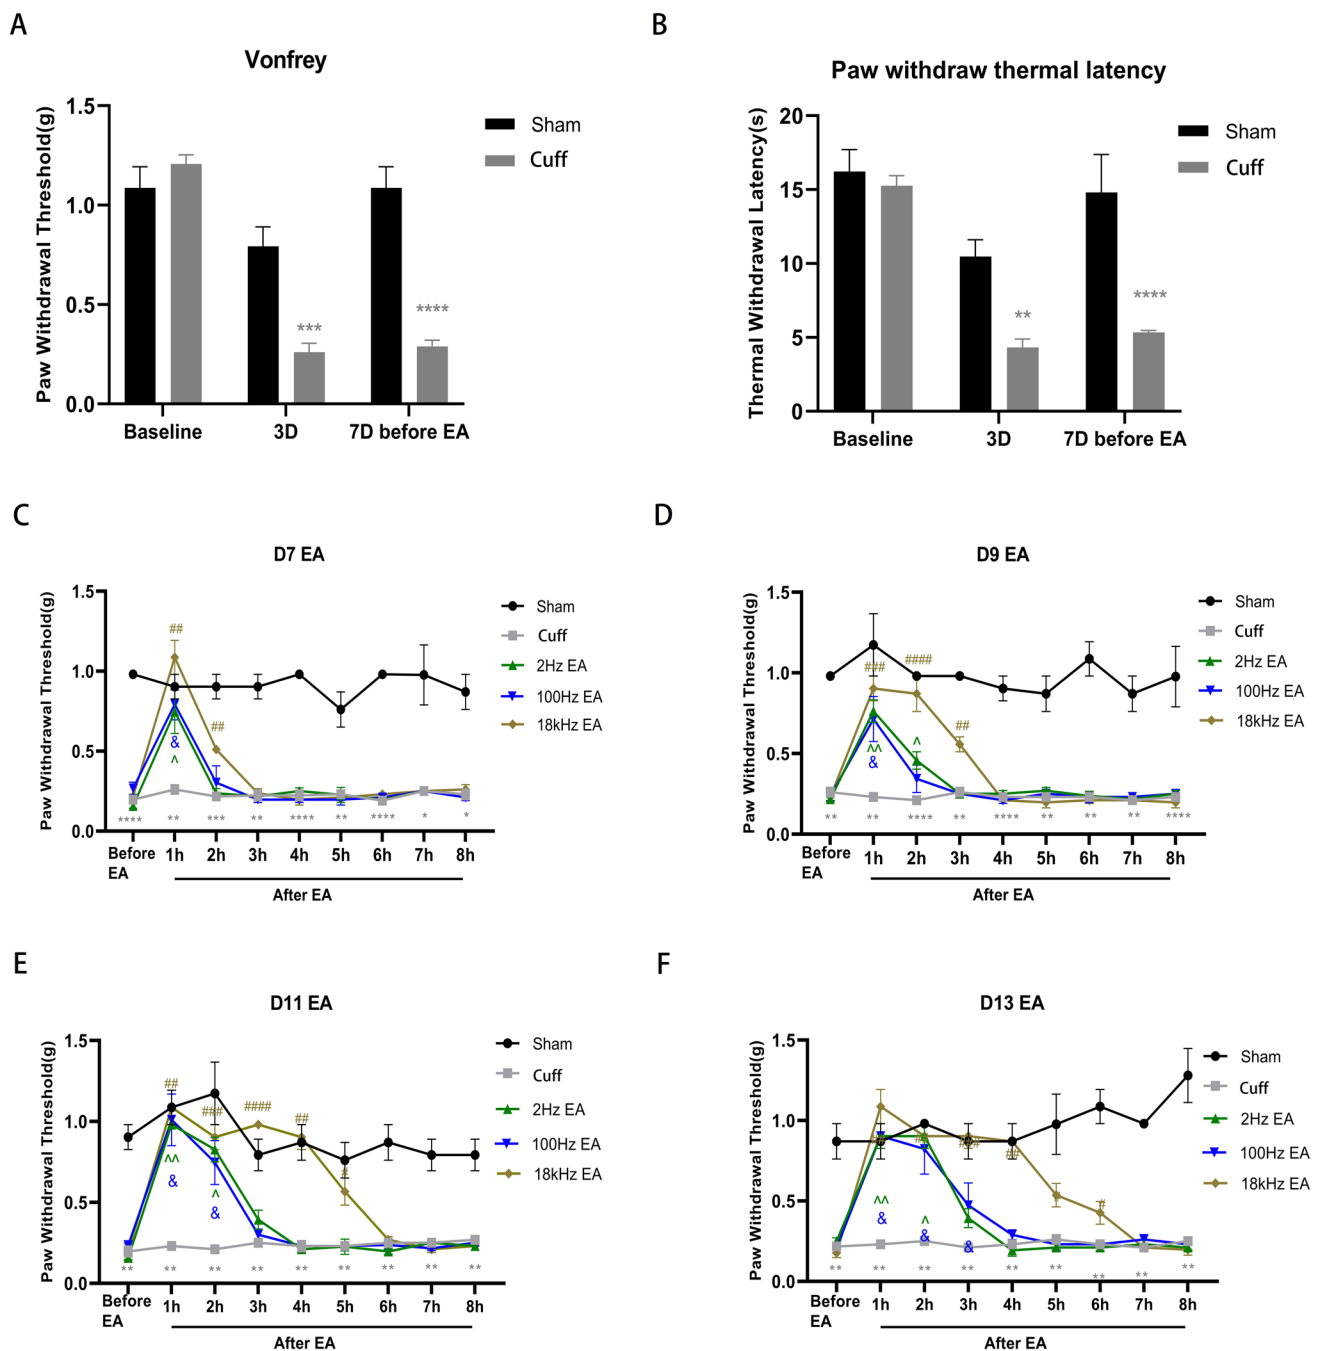 A
Vonfrey
Paw Withdrawal Threshold(g)
1.5
1.0
0.5
0.0
Sham
Cuff
***
****
Baseline 3D 7D before EA
B
Paw withdraw thermal latency
Thermal Withdrawal Latency(s)
20
15
10
5
0
Sham
Cuff
**
****
Baseline 3D 7D before EA
C
D7 EA
Paw Withdrawal Threshold(g)
1.5
1.0
0.5
0.0
Sham
Cuff
2Hz EA
100Hz EA
18kHz EA
##
##
&
^
**** ** *** ** **** ** **** * *
Before EA 1h 2h 3h 4h 5h 6h 7h 8h
After EA
D
D9 EA
Paw Withdrawal Threshold(g)
1.5
1.0
0.5
0.0
Sham
Cuff
2Hz EA
100Hz EA
18kHz EA
### #### ##
^
^^
&
** ** **** ** **** ** ** ** ****
Before EA 1h 2h 3h 4h 5h 6h 7h 8h
After EA
E
D11 EA
Paw Withdrawal Threshold(g)
1.5
1.0
0.5
0.0
Sham
Cuff
2Hz EA
100Hz EA
18kHz EA
## ### #### ## #
^^
&
^
&
** ** ** ** ** ** ** ** **
Before EA 1h 2h 3h 4h 5h 6h 7h 8h
After EA
F
D13 EA
Paw Withdrawal Threshold(g)
1.5
1.0
0.5
0.0
Sham
Cuff
2Hz EA
100Hz EA
18kHz EA
## #
^^
&
^
&
&
** ** ** ** ** ** ** ** **
Before EA 1h 2h 3h 4h 5h 6h 7h 8h
After EA